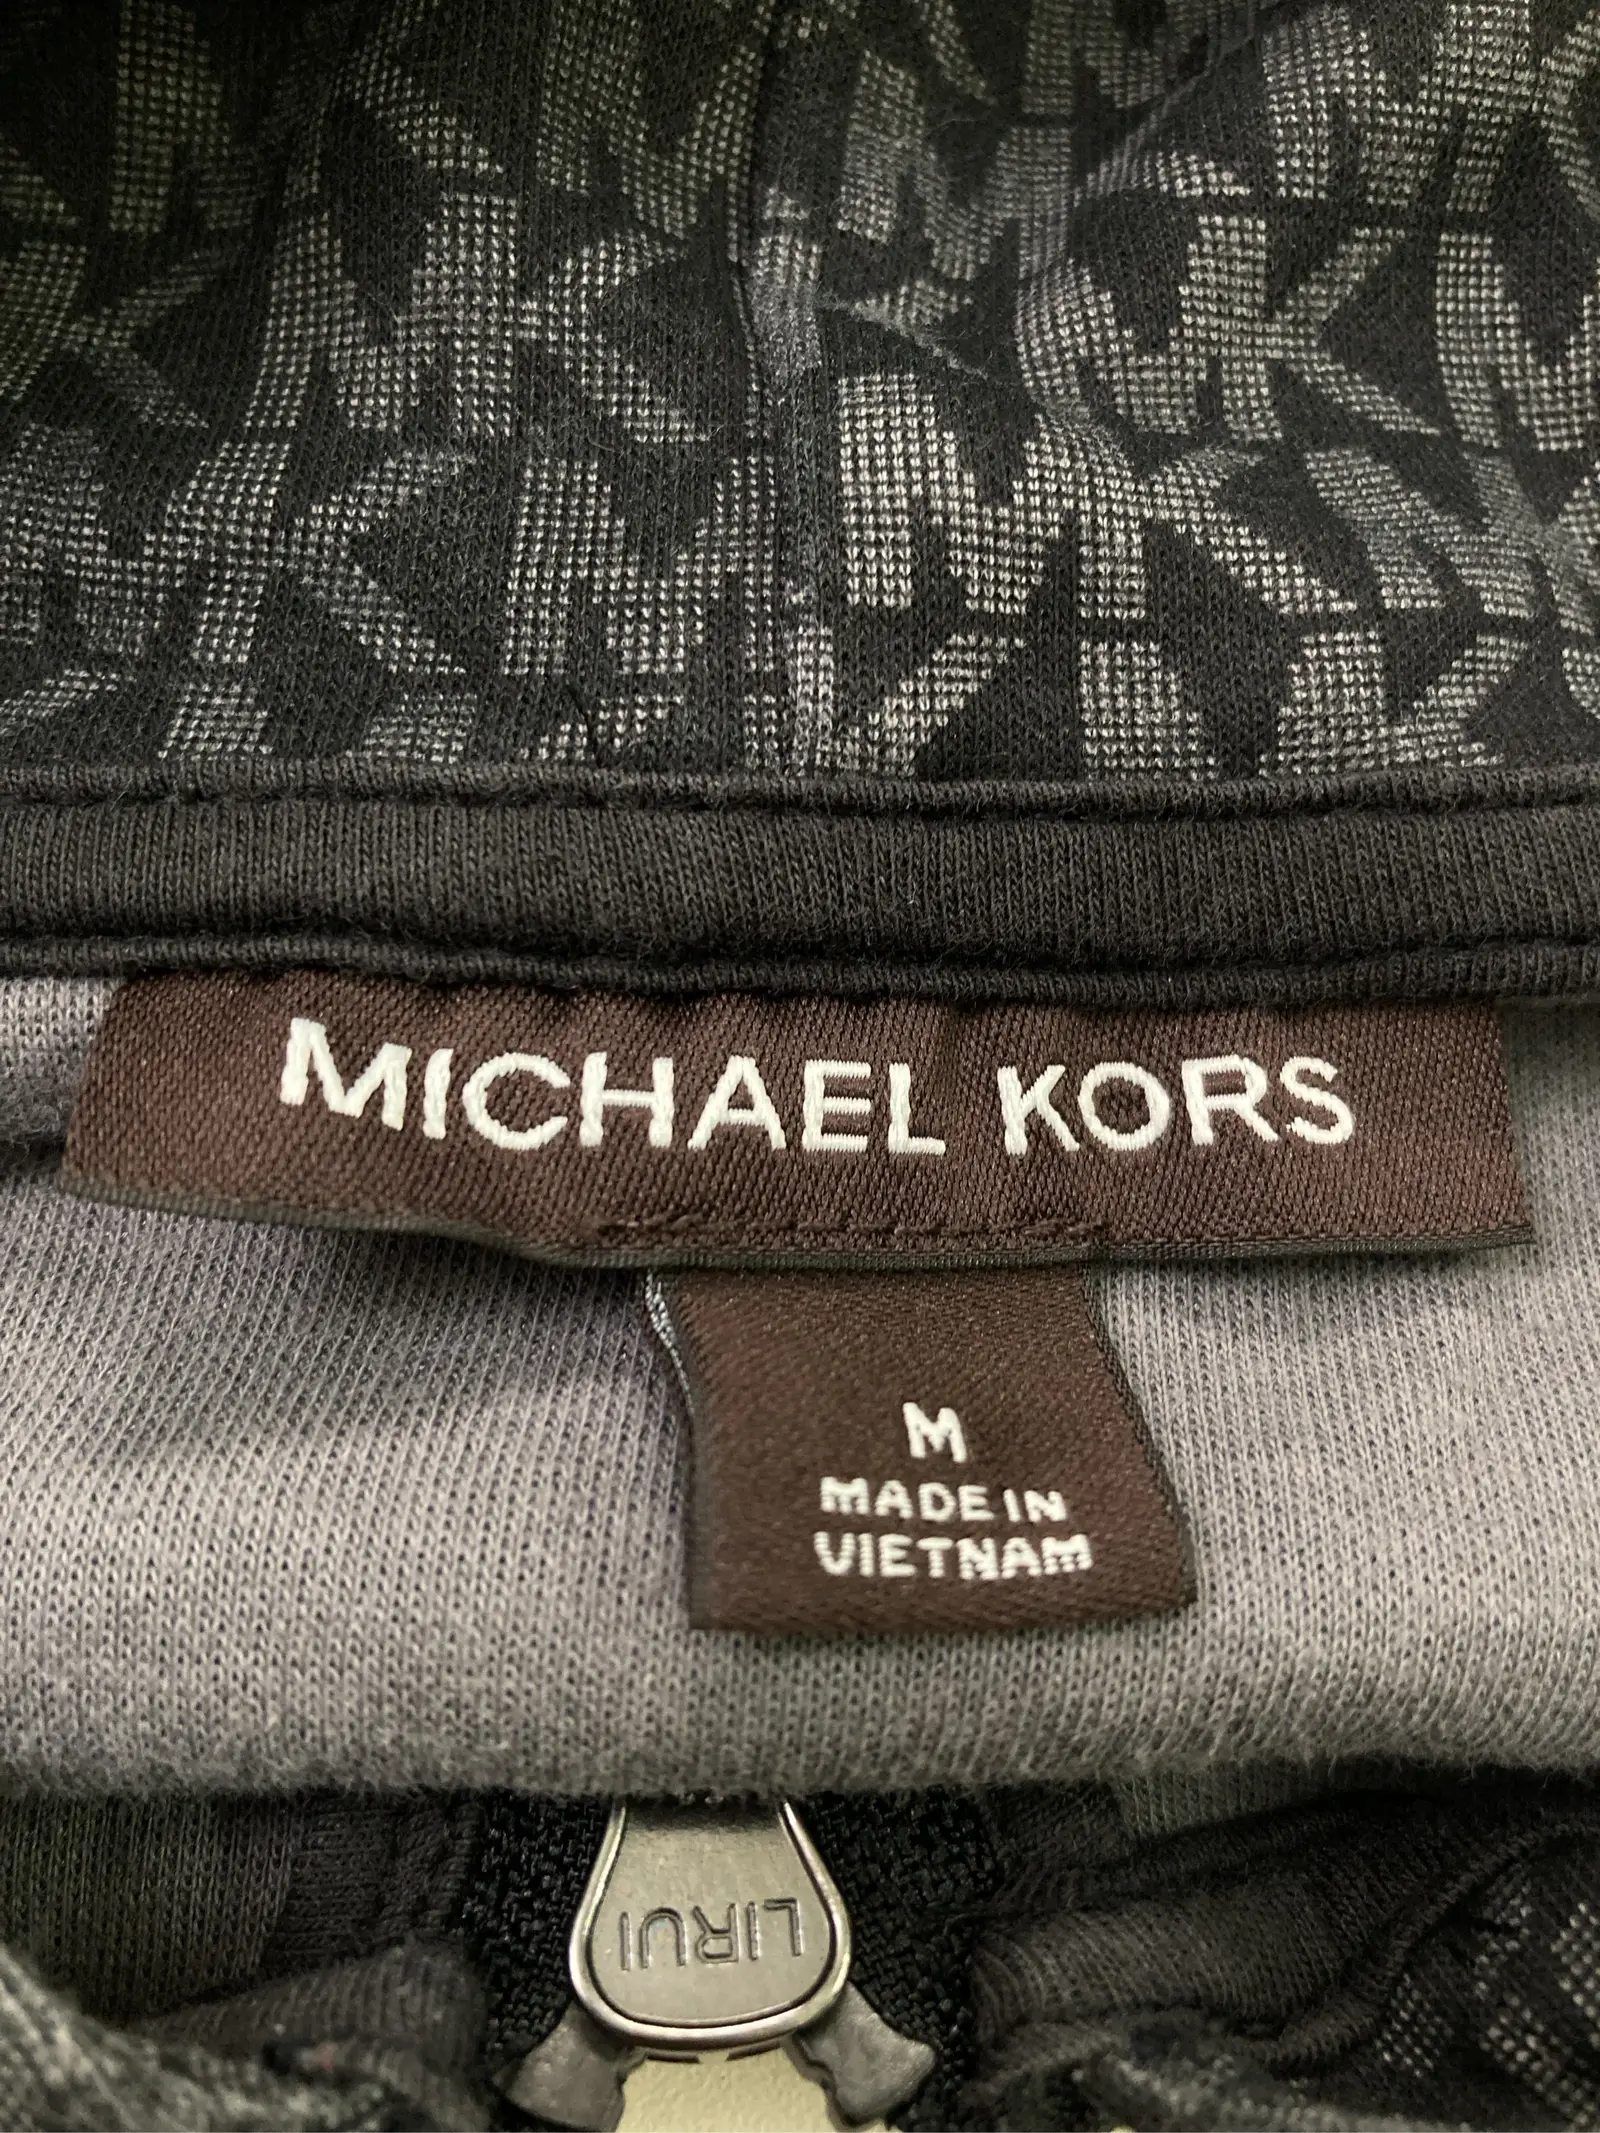 MICHAEL KORS
M
MADE IN
VIETNAM
LIRUI